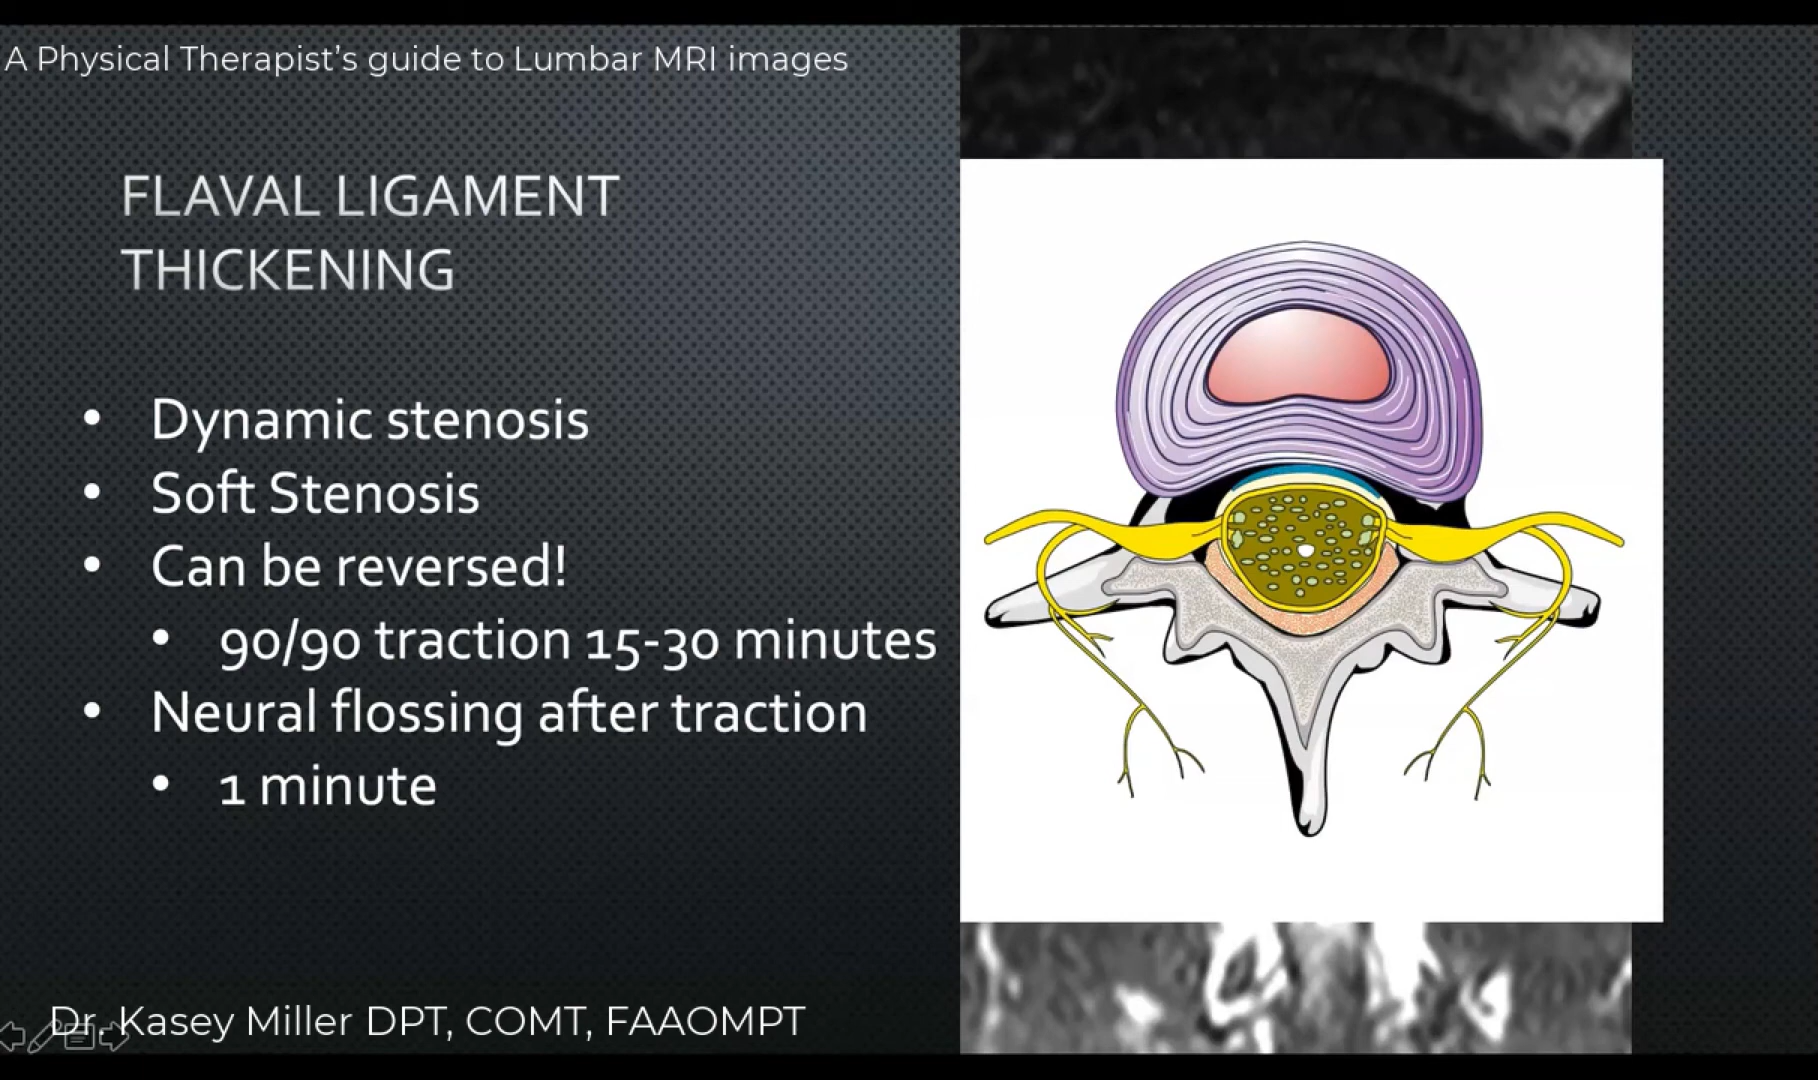 A Physical Therapist's guide to Lumbar MRI images
FLAVAL LIGAMENT
THICKENING
• Dynamic stenosis
• Soft Stenosis
• Can be reversed!
• 90/90 traction 15-30 minutes
• Neural flossing after traction
• 1 minute
Dr. Kasey Miller DPT, COMT, FAAOMPT